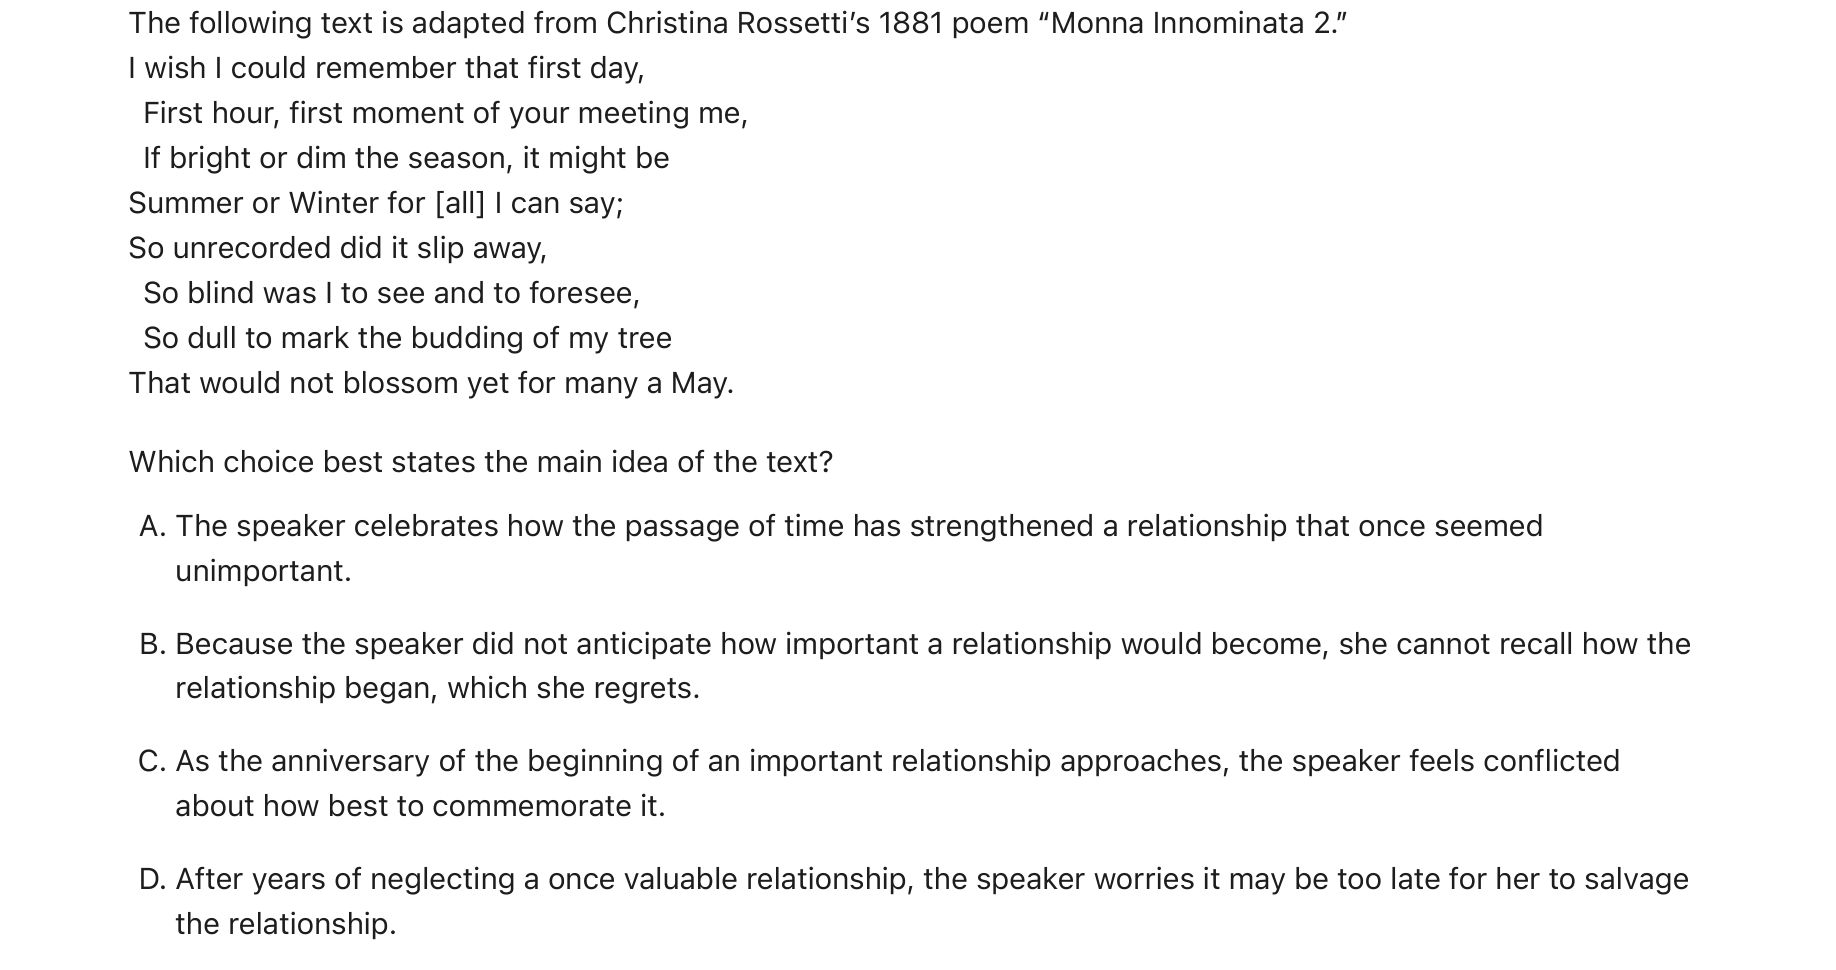 The following text is adapted from Christina Rossetti’s 1881 poem “Monna Innominata 2.”
I wish I could remember that first day,
First hour, first moment of your meeting me,
If bright or dim the season, it might be
Summer or Winter for [all] I can say;
So unrecorded did it slip away,
So blind was I to see and to foresee,
So dull to mark the budding of my tree
That would not blossom yet for many a May.
Which choice best states the main idea of the text?
A. The speaker celebrates how the passage of time has strengthened a relationship that once seemed
unimportant.
B. Because the speaker did not anticipate how important a relationship would become, she cannot recall how the
relationship began, which she regrets.
C. As the anniversary of the beginning of an important relationship approaches, the speaker feels conflicted
about how best to commemorate it.
D. After years of neglecting a once valuable relationship, the speaker worries it may be too late for her to salvage
the relationship.